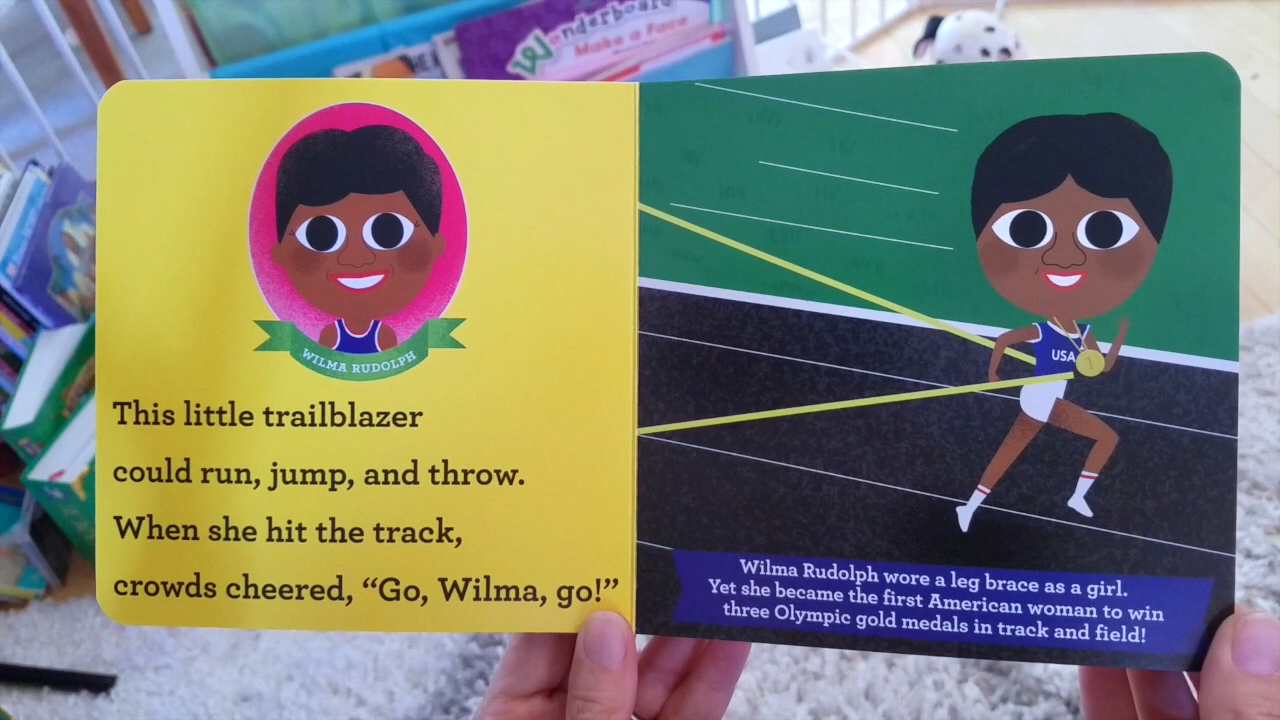 Wonderboard
Make a Face
WILMA RUDOLPH
This little trailblazer
could run, jump, and throw.
When she hit the track,
crowds cheered, “Go, Wilma, go!”
USA
1
Wilma Rudolph wore a leg brace as a girl.
Yet she became the first American woman to win
three Olympic gold medals in track and field!